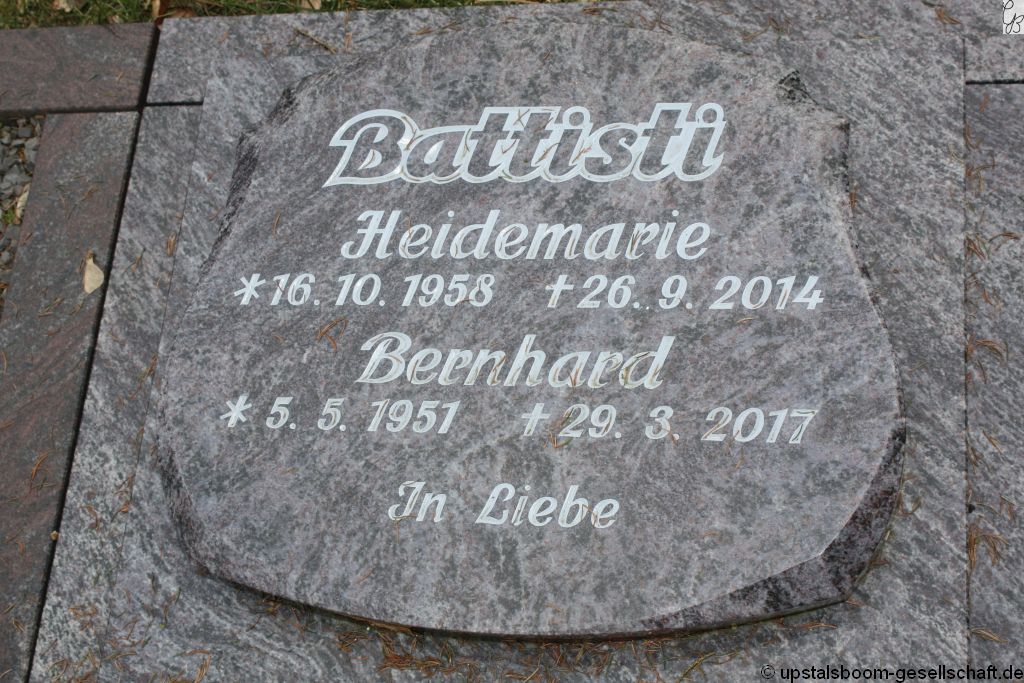 Battisti
Heidemarie
*16. 10. 1958 †26. 9. 2014
Bernhard
* 5. 5. 1951 †29. 3. 2017
In Liebe
© upstalsboom-gesellschaft.de